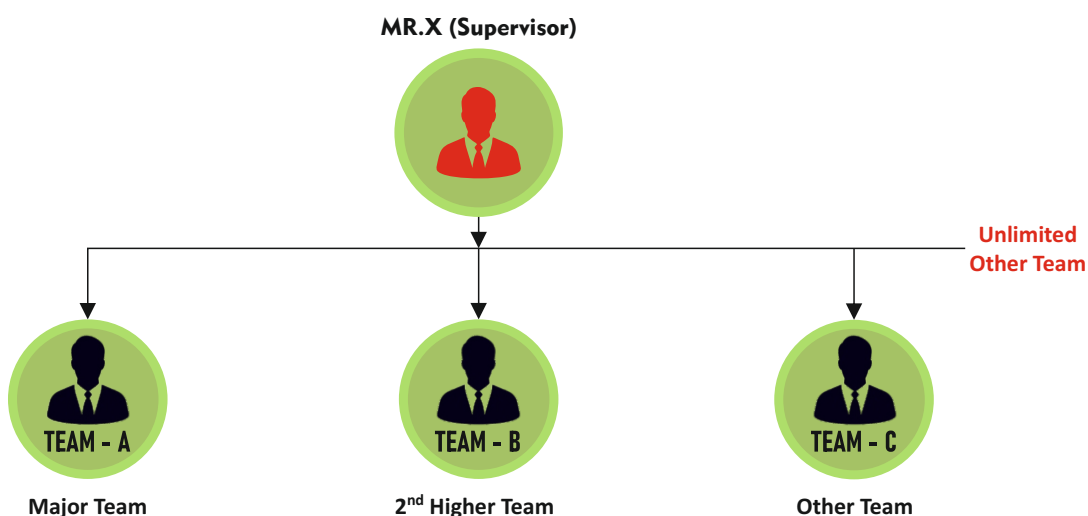 MR.X (Supervisor)
Unlimited
Other Team
TEAM - A
TEAM - B
TEAM - C
Major Team
2nd Higher Team
Other Team